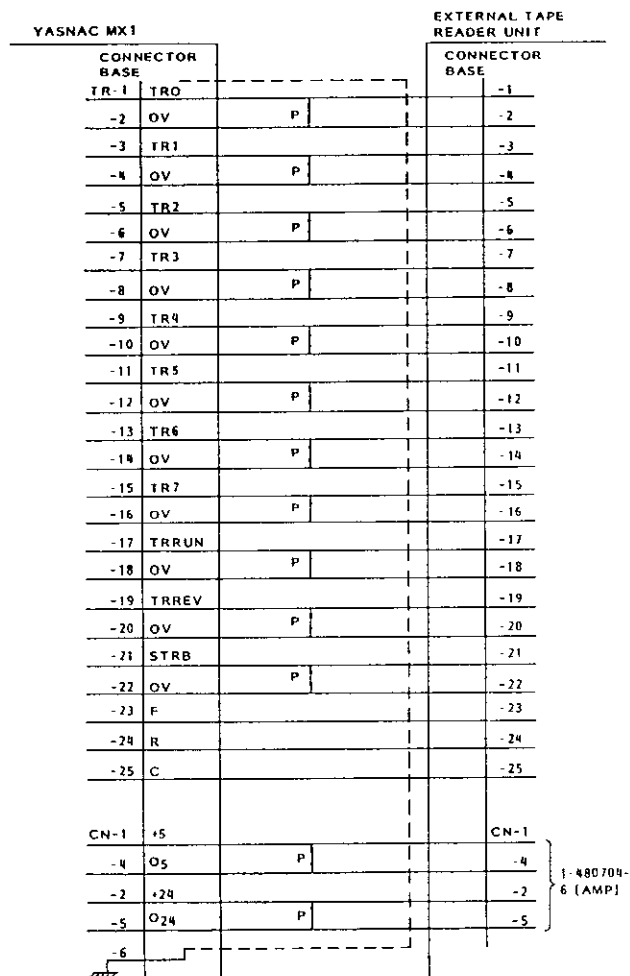 YASNAC MX1
EXTERNAL TAPE
READER UNIT
CONNECTOR
BASE
CONNECTOR
BASE
TR-1 TR0 -1
-2 0V P -2
-3 TR1 -3
-4 0V P -4
-5 TR2 -5
-6 0V P -6
-7 TR3 -7
-8 0V P -8
-9 TR4 -9
-10 0V P -10
-11 TR5 -11
-12 0V P -12
-13 TR6 -13
-14 0V P -14
-15 TR7 -15
-16 0V P -16
-17 TRRUN -17
-18 0V P -18
-19 TRREV -19
-20 0V P -20
-21 STRB -21
-22 0V P -22
-23 F -23
-24 R -24
-25 C -25
CN-1 +5 CN-1
-4 05 P -4
-2 +24 -2
-5 024 P -5
1-480704-
6 [AMP]
-6